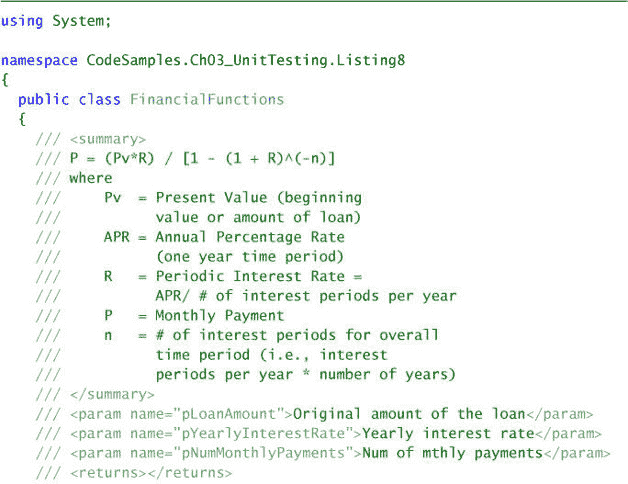 using System;
namespace CodeSamples.Ch03_UnitTesting.Listing8
{
public class FinancialFunctions
{
/// <summary>
/// P = (Pv*R) / [1 - (1 + R)^(-n)]
/// where
/// Pv = Present Value (beginning
/// value or amount of loan)
/// APR = Annual Percentage Rate
/// (one year time period)
/// R = Periodic Interest Rate =
/// APR/ # of interest periods per year
/// P = Monthly Payment
/// n = # of interest periods for overall
/// time period (i.e., interest
/// periods per year * number of years)
/// </summary>
/// <param name="pLoanAmount">Original amount of the loan</param>
/// <param name="pYearlyInterestRate">Yearly interest rate</param>
/// <param name="pNumMonthlyPayments">Num of mthly payments</param>
/// <returns></returns>